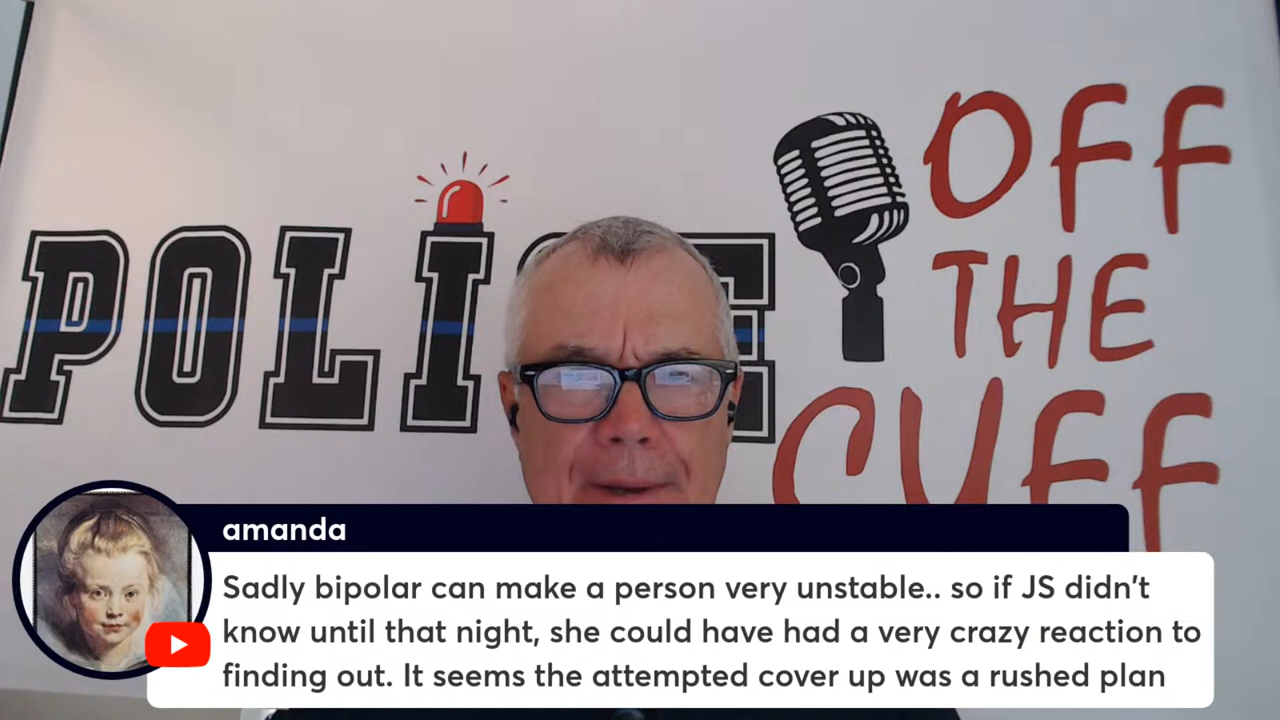 POLICE
OFF
THE
CUFF
amanda
Sadly bipolar can make a person very unstable.. so if JS didn't
know until that night, she could have had a very crazy reaction to
finding out. It seems the attempted cover up was a rushed plan